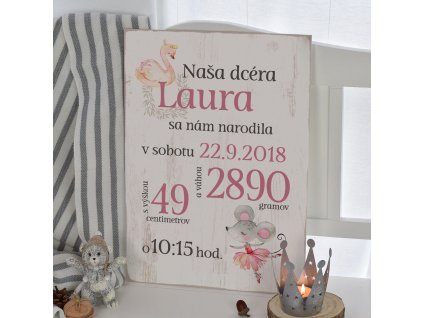 Naša dcéra
Laura
sa nám narodila
v sobotu 22.9.2018
s výškou 49 centimetrov
a váhou 2890 gramov
o 10:15 hod.